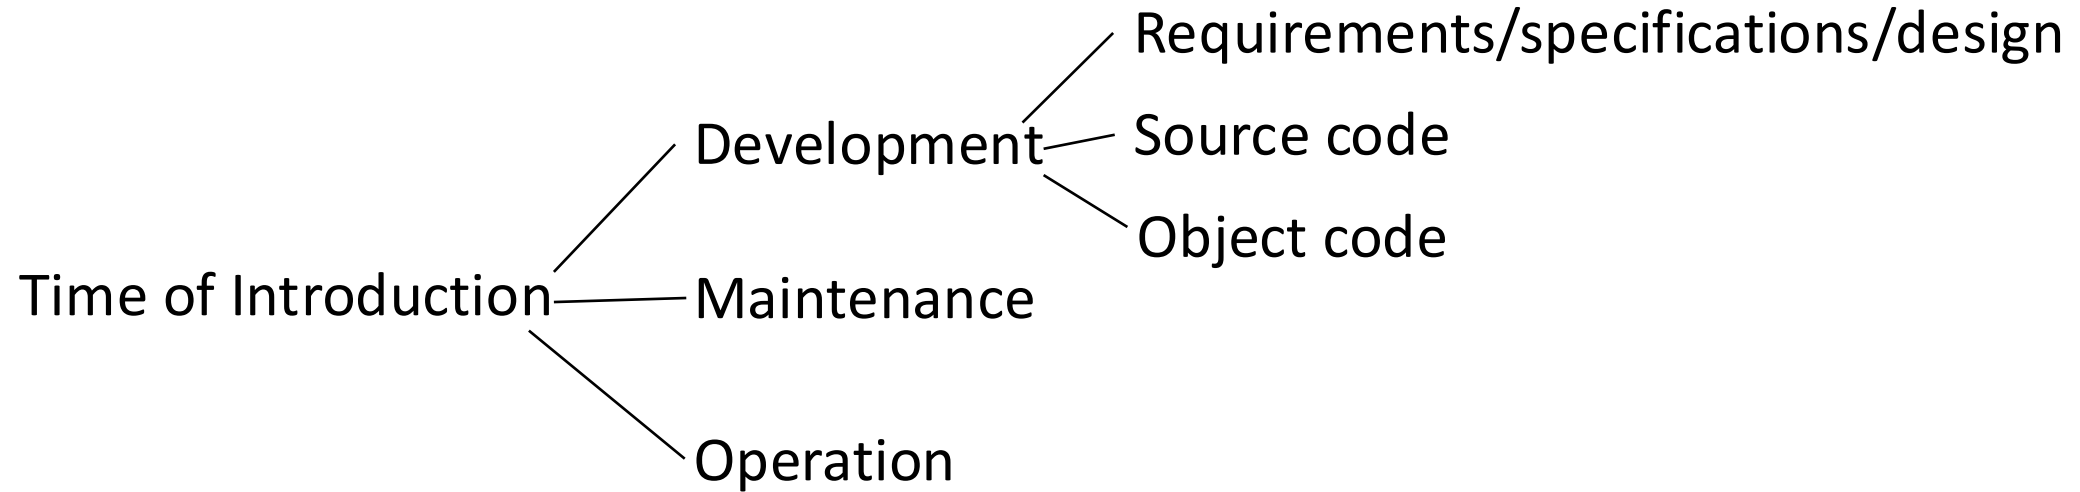 Requirements/specifications/design
Development
Source code
Object code
Time of Introduction
Maintenance
Operation